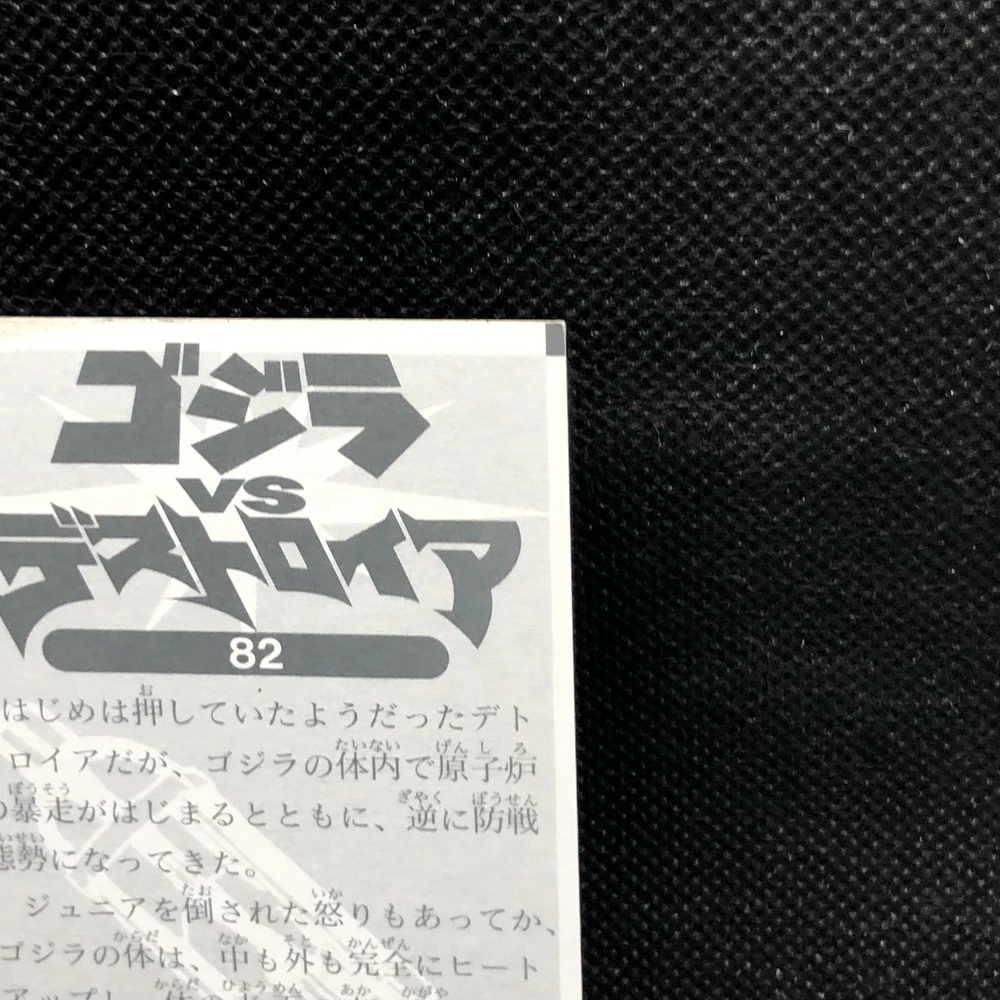 ゴジラ
VS
デストロイア
82
はじめは押していたようだったデト
ロイアだが、ゴジラの体内で原子炉
の暴走がはじまるとともに、逆に防戦
態勢になってきた。
ジュニアを倒された怒りもあってか、
ゴジラの体は、中も外も完全にヒート